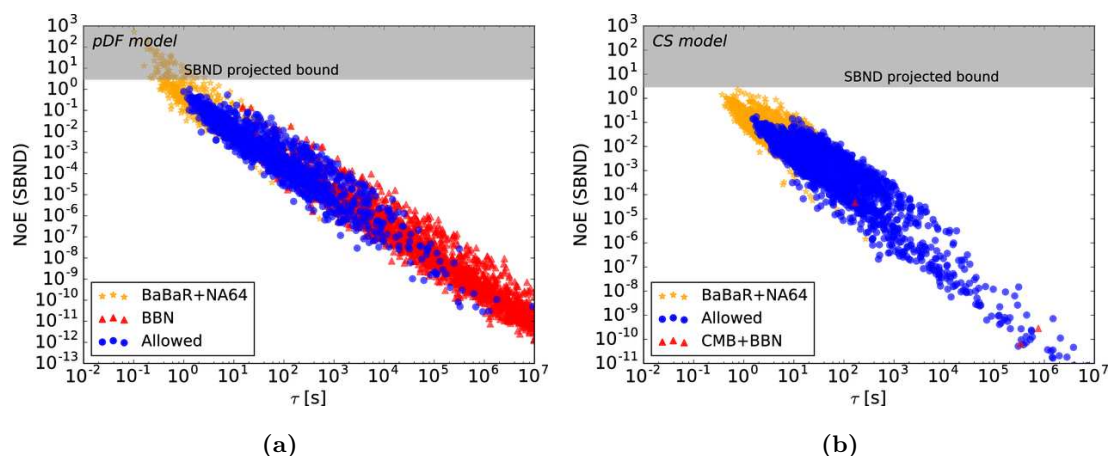 10^3
10^2
10^1
10^0
10^-1
10^-2
10^-3
10^-4
10^-5
10^-6
10^-7
10^-8
10^-9
10^-10
10^-11
10^-12
10^-13
NoE (SBND)
pDF model
SBND projected bound
BaBaR+NA64
BBN
Allowed
10^-2 10^-1 10^0 10^1 10^2 10^3 10^4 10^5 10^6 10^7
τ [s]
(a)
10^3
10^2
10^1
10^0
10^-1
10^-2
10^-3
10^-4
10^-5
10^-6
10^-7
10^-8
10^-9
10^-10
10^-11
NoE (SBND)
CS model
SBND projected bound
BaBaR+NA64
Allowed
CMB+BBN
10^-2 10^-1 10^0 10^1 10^2 10^3 10^4 10^5 10^6 10^7
τ [s]
(b)